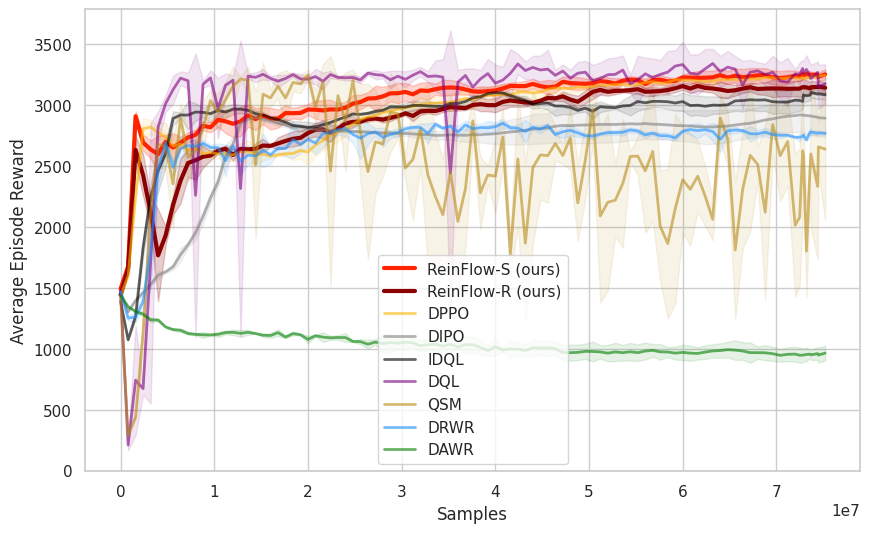 3500
3000
2500
2000
1500
1000
500
0
Average Episode Reward
ReinFlow-S (ours)
ReinFlow-R (ours)
DPPO
DIPO
IDQL
DQL
QSM
DRWR
DAWR
0 1 2 3 4 5 6 7
1e7
Samples